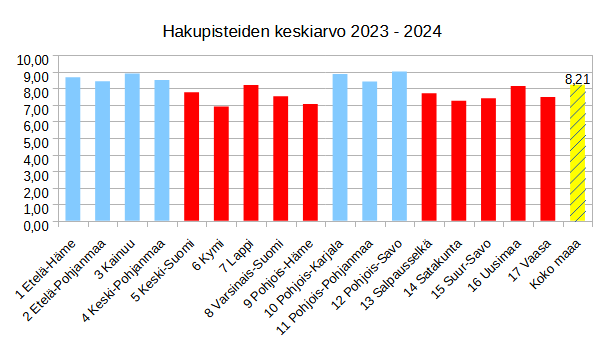 Hakupisteiden keskiarvo 2023 - 2024
10,00
9,00
8,00
7,00
6,00
5,00
4,00
3,00
2,00
1,00
0,00
8,21
1 Etelä-Häme
2 Etelä-Pohjanmaa
3 Kainuu
4 Keski-Pohjanmaa
5 Keski-Suomi
6 Kymi
7 Lappi
8 Varsinais-Suomi
9 Pohjois-Häme
10 Pohjois-Karjala
11 Pohjois-Pohjanmaa
12 Pohjois-Savo
13 Salpausselkä
14 Satakunta
15 Suur-Savo
16 Uusimaa
17 Vaasa
Koko maaa